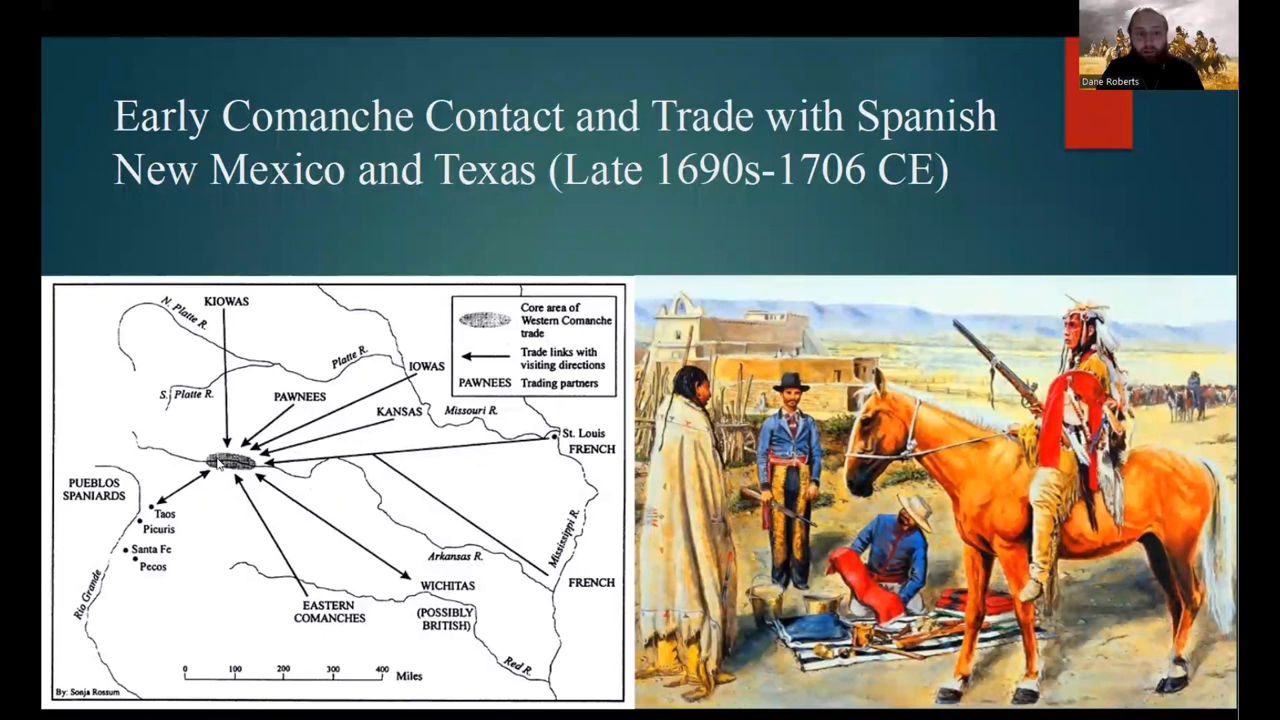 Dane Roberts
Early Comanche Contact and Trade with Spanish
New Mexico and Texas (Late 1690s-1706 CE)
KIOWAS
N. Platte R.
Core area of
Western Comanche
trade
Trade links with
visiting directions
PAWNEES Trading partners
Platte R.
IOWAS
S. Platte R.
PAWNEES
KANSAS
Missouri R.
St. Louis
FRENCH
PUEBLOS
SPANIARDS
Taos
Picuris
Santa Fe
Pecos
Rio Grande
Arkansas R.
Mississippi R.
FRENCH
WICHITAS
(POSSIBLY
BRITISH)
EASTERN
COMANCHES
Red R.
0 100 200 300 400 Miles
By: Sonja Rossum